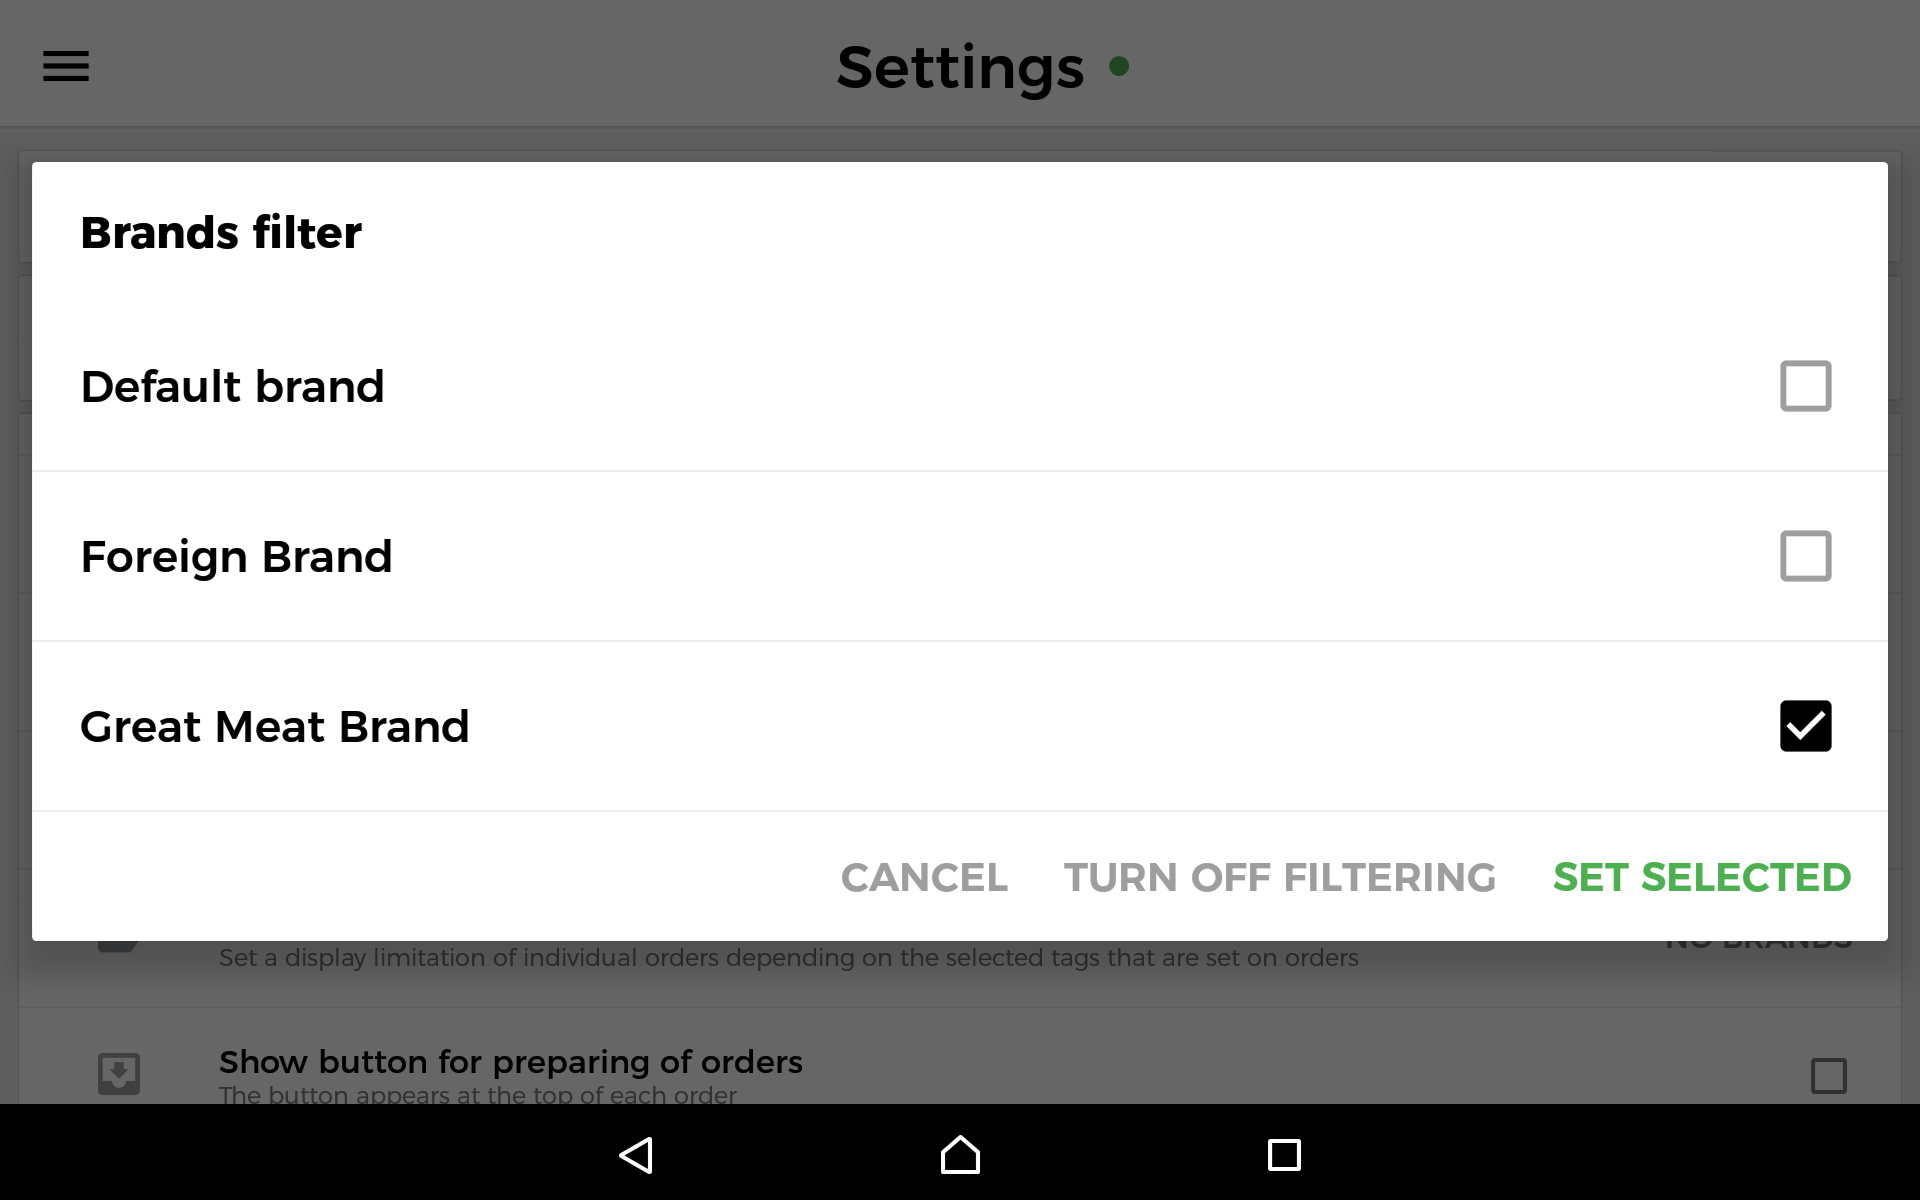 Settings
Brands filter
Default brand
Foreign Brand
Great Meat Brand
CANCEL TURN OFF FILTERING SET SELECTED
NO BRANDS
Set a display limitation of individual orders depending on the selected tags that are set on orders
Show button for preparing of orders
The button appears at the top of each order